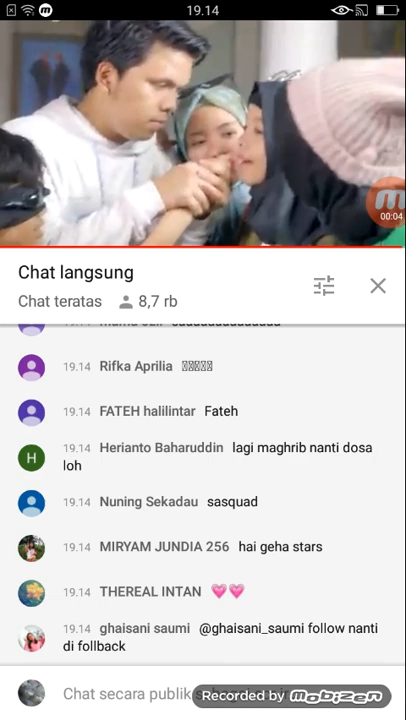 19.14
00:04
Chat langsung
Chat teratas 8,7 rb
19.14 Rifka Aprilia
19.14 FATEH halilintar Fateh
19.14 Herianto Baharuddin lagi maghrib nanti dosa
loh
19.14 Nuning Sekadau sasquad
19.14 MIRYAM JUNDIA 256 hai geha stars
19.14 THEREAL INTAN 💗💗
19.14 ghaisani saumi @ghaisani_saumi follow nanti
di follback
Chat secara publik
Recorded by mobizen
H